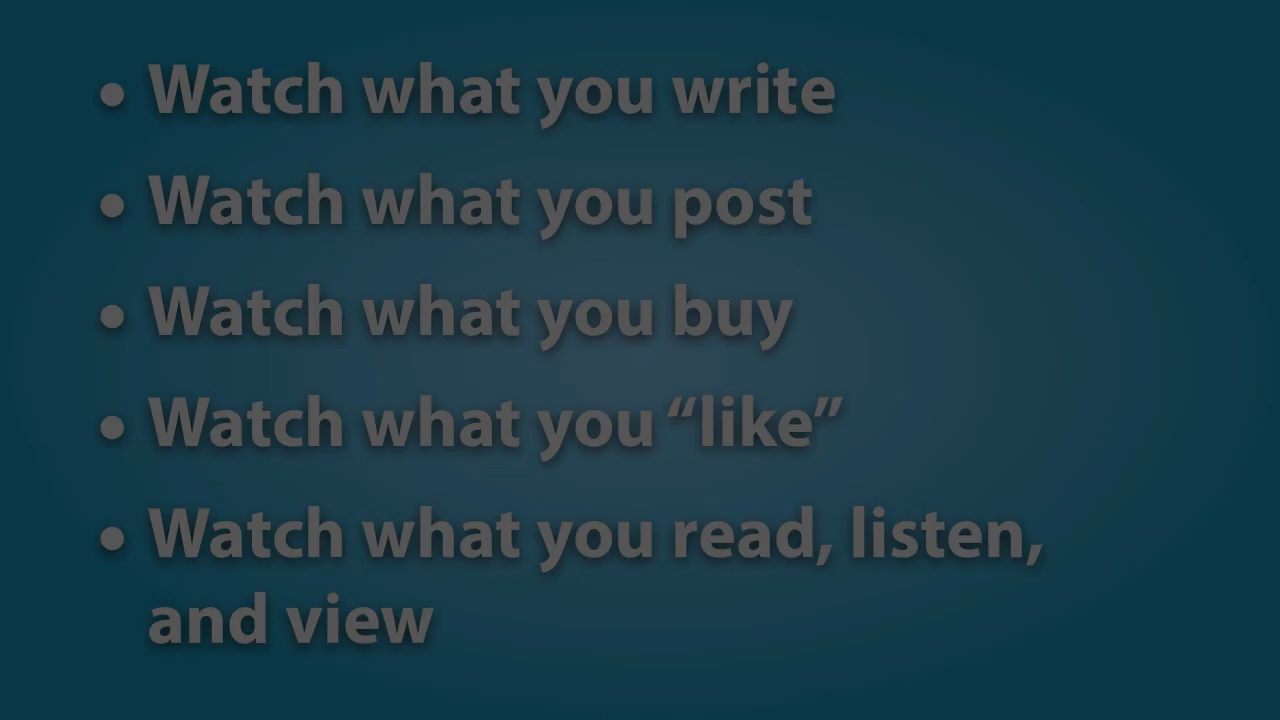 • Watch what you write
• Watch what you post
• Watch what you buy
• Watch what you “like”
• Watch what you read, listen,
and view